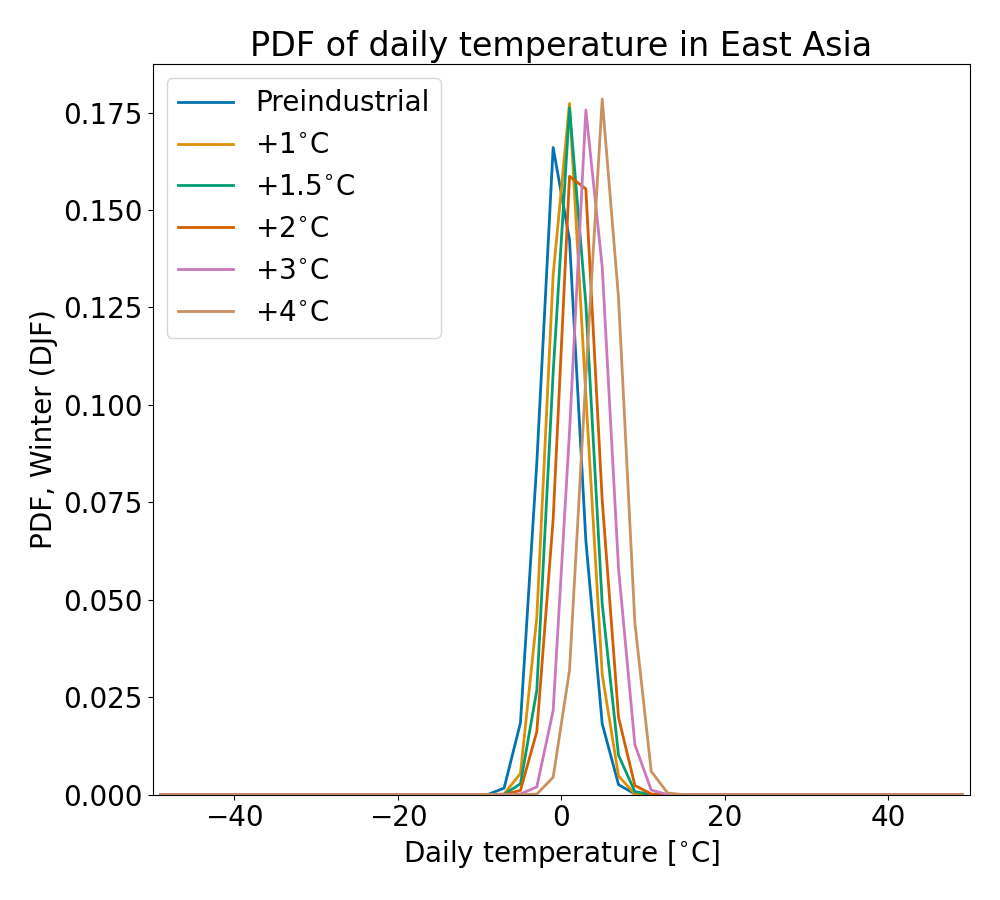 PDF of daily temperature in East Asia
Preindustrial
+1°C
+1.5°C
+2°C
+3°C
+4°C
PDF, Winter (DJF)
0.175
0.150
0.125
0.100
0.075
0.050
0.025
0.000
−40
−20
0
20
40
Daily temperature [°C]